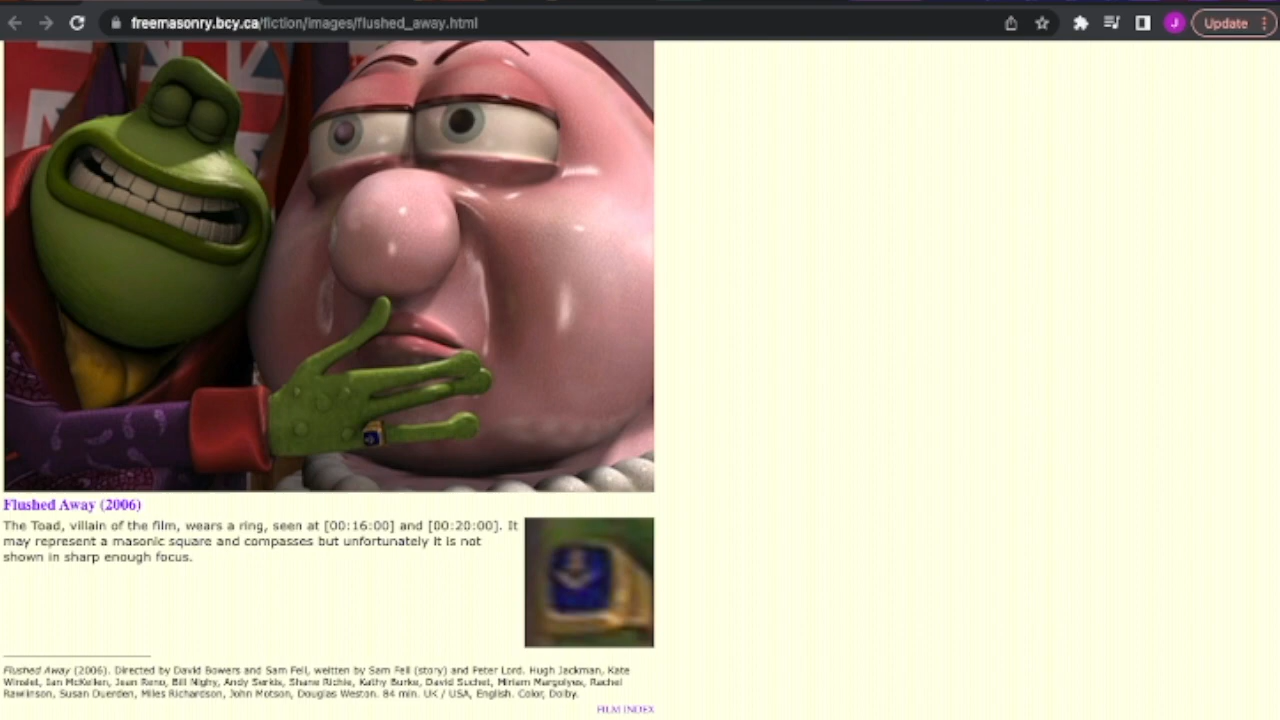 freemasonry.bcy.ca/fiction/images/flushed_away.html
J
Update
Flushed Away (2006)
The Toad, villain of the film, wears a ring, seen at [00:16:00] and [00:20:00]. It
may represent a masonic square and compasses but unfortunately it is not
shown in sharp enough focus.
Flushed Away (2006). Directed by David Bowers and Sam Fell, written by Sam Fell (story) and Peter Lord. Hugh Jackman, Kate
Winslet, Ian McKellen, Jean Reno, Bill Nighy, Andy Serkis, Shane Richie, Kathy Burke, David Suchet, Miriam Margolyes, Rachel
Rawlinson, Susan Duerden, Miles Richardson, John Motson, Douglas Weston. 84 min. UK / USA, English. Color, Dolby.
FILM INDEX